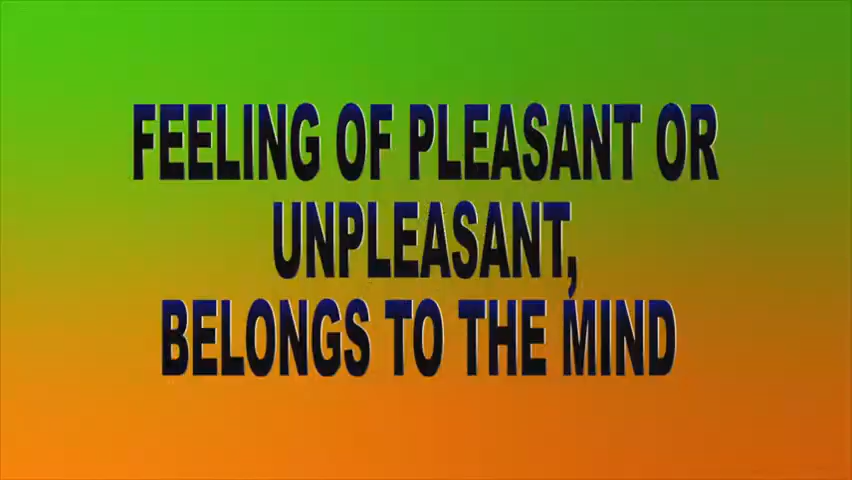 FEELING OF PLEASANT OR
UNPLEASANT,
BELONGS TO THE MIND